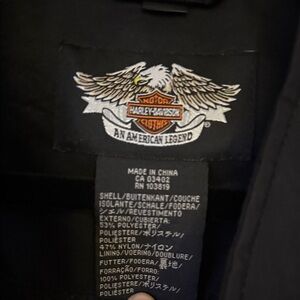 MOTOR
HARLEY-DAVIDSON
CLOTHES
AN AMERICAN LEGEND
®
MADE IN CHINA
CA 03402
RN 103819
SHELL/BUITENKANT/COUCHE
ISOLANTE/SCHALE/FODERA/
シェル/REVESTIMENTO
EXTERNO/CUBIERTA:
53% POLYESTER/
POLIESTERE/ポリエステル/
POLIÉSTER
47% NYLON/ナイロン
LINING/VOERING/DOUBLURE/
FUTTER/FODERA/裏地/
FORRAÇÃO/FORRO:
100% POLYESTER/
POLIESTERE/ポリエステル/
POLIÉSTER